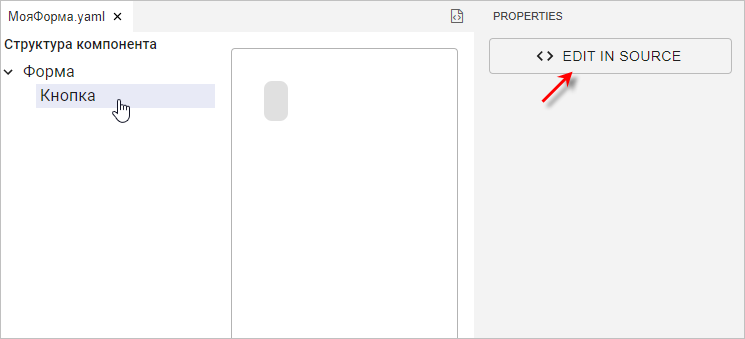 МояФорма.yaml
PROPERTIES
Структура компонента
EDIT IN SOURCE
Форма
Кнопка